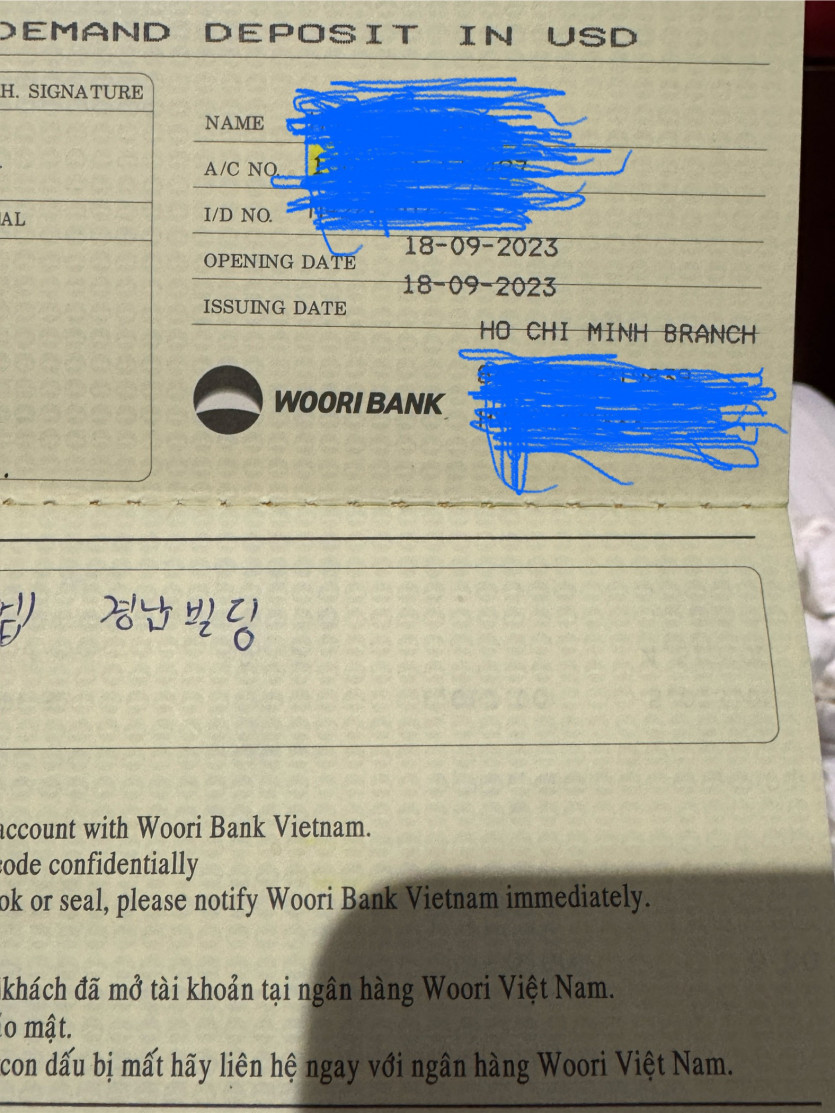 DEMAND DEPOSIT IN USD
H. SIGNATURE
NAME
A/C NO.
AL
I/D NO.
OPENING DATE 18-09-2023
ISSUING DATE 18-09-2023
HO CHI MINH BRANCH
WOORI BANK
경남빌딩
account with Woori Bank Vietnam.
code confidentially
ok or seal, please notify Woori Bank Vietnam immediately.
khách đã mở tài khoản tại ngân hàng Woori Việt Nam.
ảo mật.
con dấu bị mất hãy liên hệ ngay với ngân hàng Woori Việt Nam.